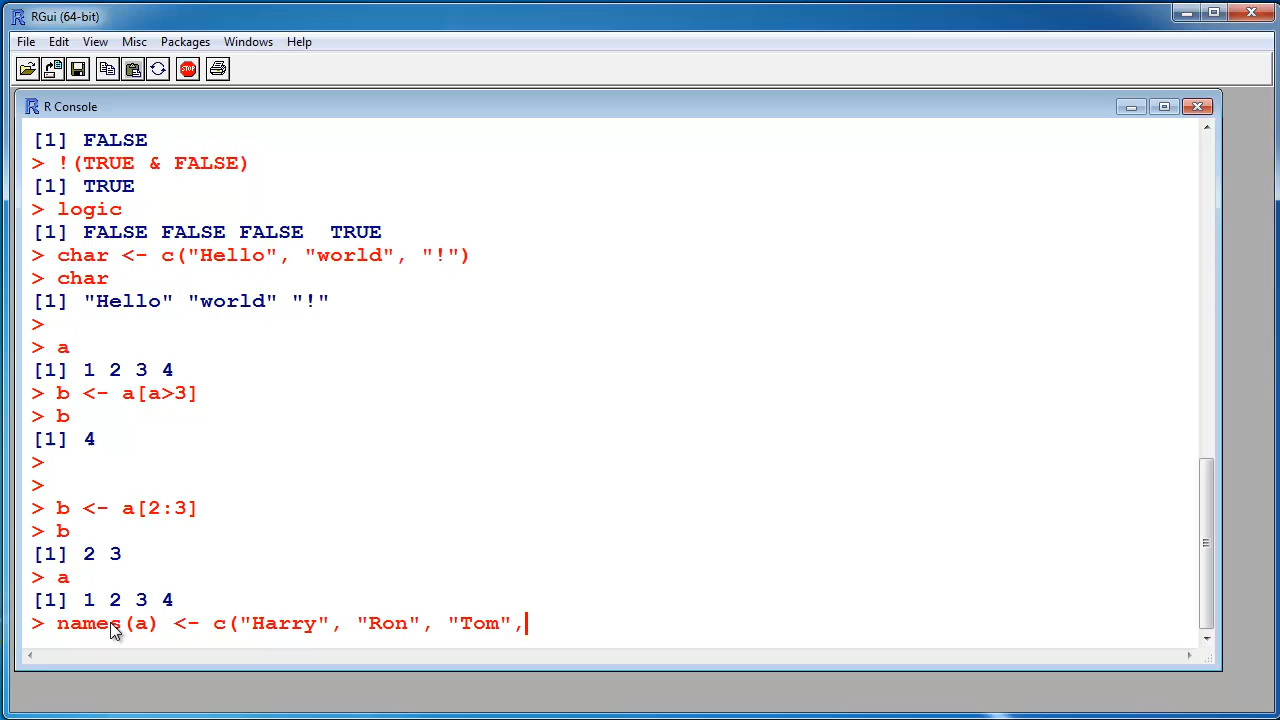 RGui (64-bit)
File Edit View Misc Packages Windows Help
STOP
R Console
[1] FALSE
> !(TRUE & FALSE)
[1] TRUE
> logic
[1] FALSE FALSE FALSE  TRUE
> char <- c("Hello", "world", "!")
> char
[1] "Hello" "world" "!"
>
> a
[1] 1 2 3 4
> b <- a[a>3]
> b
[1] 4
>
>
> b <- a[2:3]
> b
[1] 2 3
> a
[1] 1 2 3 4
> names(a) <- c("Harry", "Ron", "Tom",